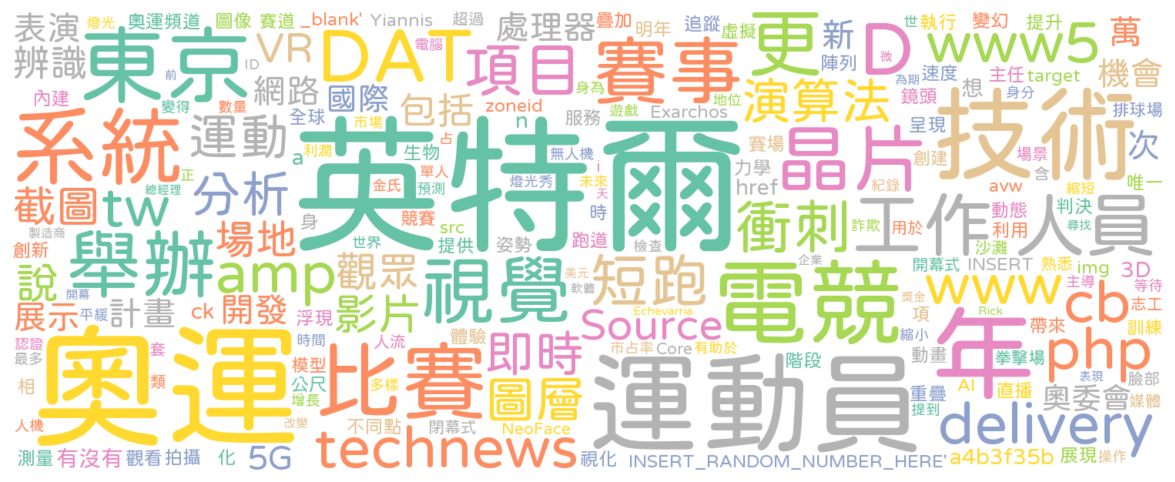 表演 燈光 奧運頻道 圖像 賽道 _blank' Yiannis 超過 處理器 疊加 明年 追蹤 虛擬 更 新 世 執行 變幻 提升 萬
辨識 東京 ID VR DAT 電腦 項目 賽事 D 微 www5 機會
內建 前 網路 國際 包括 zoneid 身為 地位 演算法 陣列 速度 主任 target
變得 數量 全球 市場 占 n 服務 遊戲 Exarchos 鏡頭 為期 想 身分 排球場
系統 運動 a 利潤 生物 無人機 i 賽場 晶片 呈現 技術 次
金氏 單人 英特爾 力學 創建 場景 含 唯一
截圖 tw 總經理 正 分析 預測 燈光秀 未來 天 href 紀錄 avw 縮短
製造商 場地 身 競賽 src 時 衝刺 用於 動態 判決
創新 舉辦 世界 提供 姿勢 跑道 檢查 詐欺 工作 人員 利用 沙灘 尋找
說 開幕 amp 觀眾 美元 短跑 企業 開幕式 INSERT 熟悉 img 3D
平緩 視覺 軟體 電競 獎金 www 主導 等待
展示 計畫 ck 開發 浮現 影片 Echevarria 項 Rick cb 志工
認證 套 時間 人流 體驗 Source 縮小 年 帶來 訓練
最多 奧運 模型 比賽 即時 市占率 Core 有助於 階段 動畫 拳擊場 php
相 類 公尺 多樣 圖層 運動員 重疊 AI 直播 表現 臉部
增長 NeoFace 提到 奧委會 媒體
人機 改變 不同點 閉幕式 delivery
測量 有沒有 觀看 拍攝 化 5G technews 視化 INSERT_RANDOM_NUMBER_HERE' a4b3f35b 展現 操作